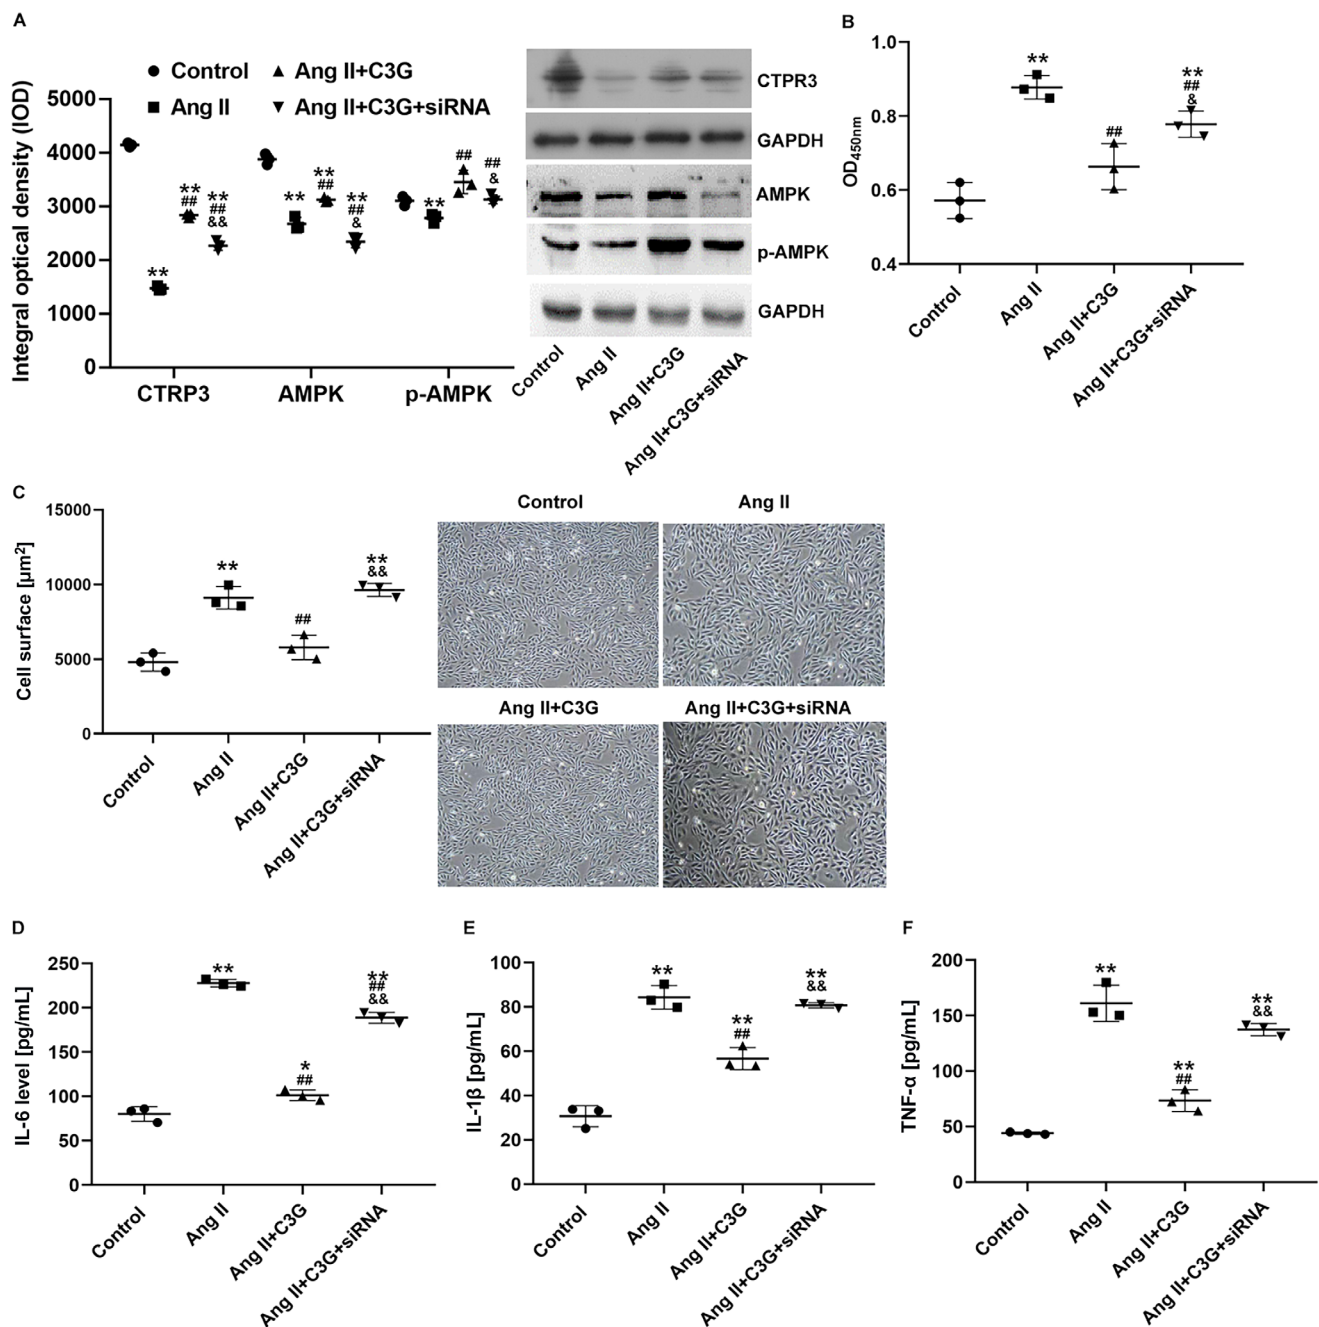 A
● Control ▲ Ang II+C3G
■ Ang II ▼ Ang II+C3G+siRNA
Integral optical density (IOD)
5000
4000
3000
2000
1000
0
**
**
##
**
##
&&
**
**
##
**
##
&
**
##
##
&
CTRP3 AMPK p-AMPK
CTPR3
GAPDH
AMPK
p-AMPK
GAPDH
Control
Ang II
Ang II+C3G
Ang II+C3G+siRNA
B
OD450nm
1.0
0.8
0.6
0.4
**
##
**
##
&
Control
Ang II
Ang II+C3G
Ang II+C3G+siRNA
C
Cell surface [µm²]
15000
10000
5000
0
**
##
**
&&
Control
Ang II
Ang II+C3G
Ang II+C3G+siRNA
Control Ang II
Ang II+C3G Ang II+C3G+siRNA
D
IL-6 level [pg/mL]
250
200
150
100
50
0
**
*
##
**
##
&&
Control
Ang II
Ang II+C3G
Ang II+C3G+siRNA
E
IL-1β [pg/mL]
100
80
60
40
20
0
**
**
##
**
&&
Control
Ang II
Ang II+C3G
Ang II+C3G+siRNA
F
TNF-α [pg/mL]
200
150
100
50
0
**
**
##
**
&&
Control
Ang II
Ang II+C3G
Ang II+C3G+siRNA